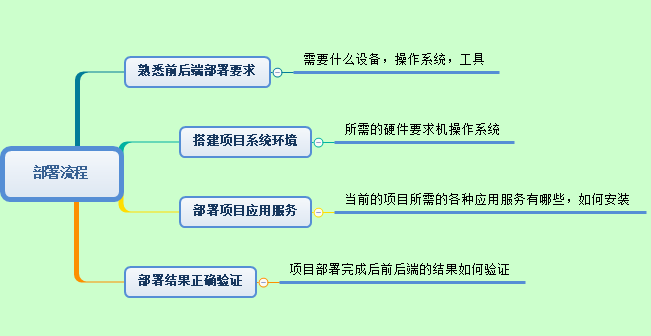 熟悉前后端部署要求
需要什么设备，操作系统，工具
搭建项目系统环境
所需的硬件要求机操作系统
部署流程
部署项目应用服务
当前的项目所需的各种应用服务有哪些，如何安装
部署结果正确验证
项目部署完成后前后端的结果如何验证